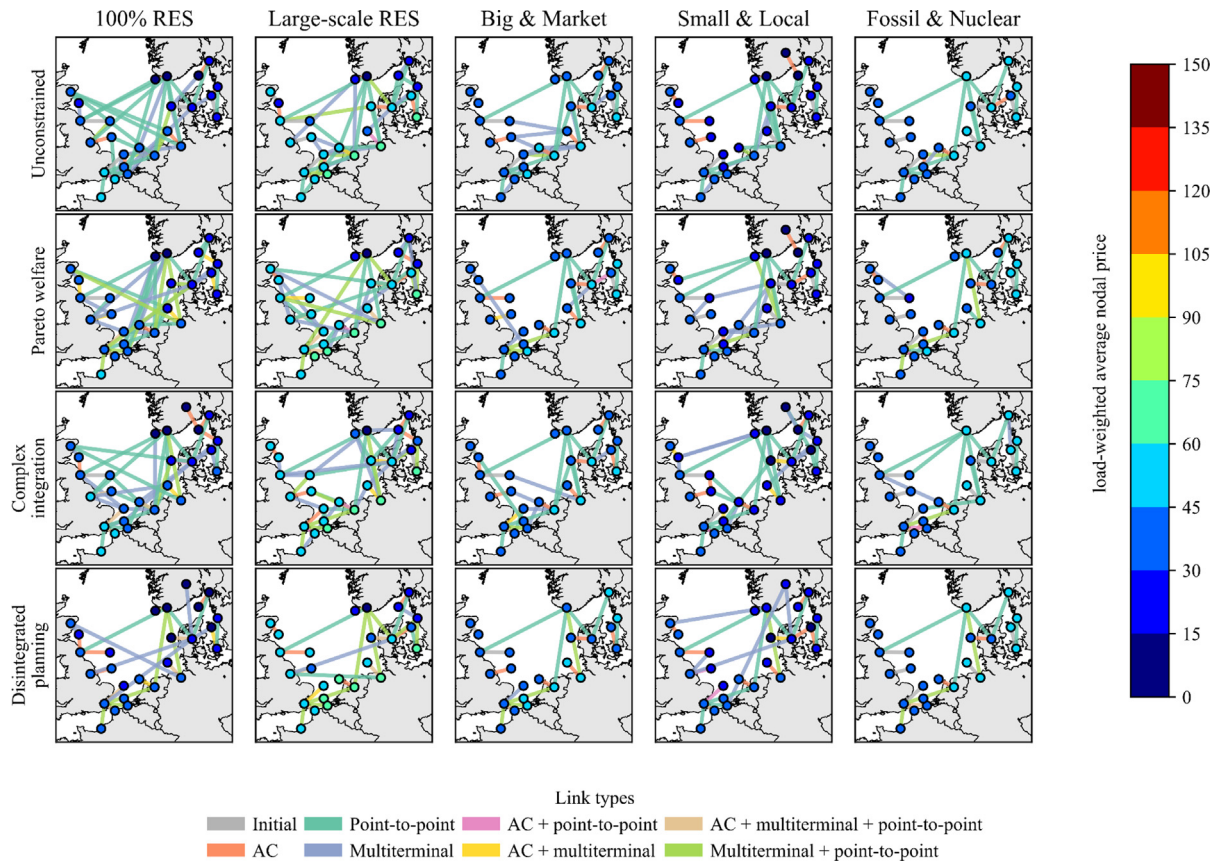 100% RES Large-scale RES Big & Market Small & Local Fossil & Nuclear
Unconstrained
Pareto welfare
Complex
integration
Disintegrated
planning
150
135
120
105
90
75
60
45
30
15
0
load-weighted average nodal price
Link types
Initial Point-to-point AC + point-to-point AC + multiterminal + point-to-point
AC Multiterminal AC + multiterminal Multiterminal + point-to-point